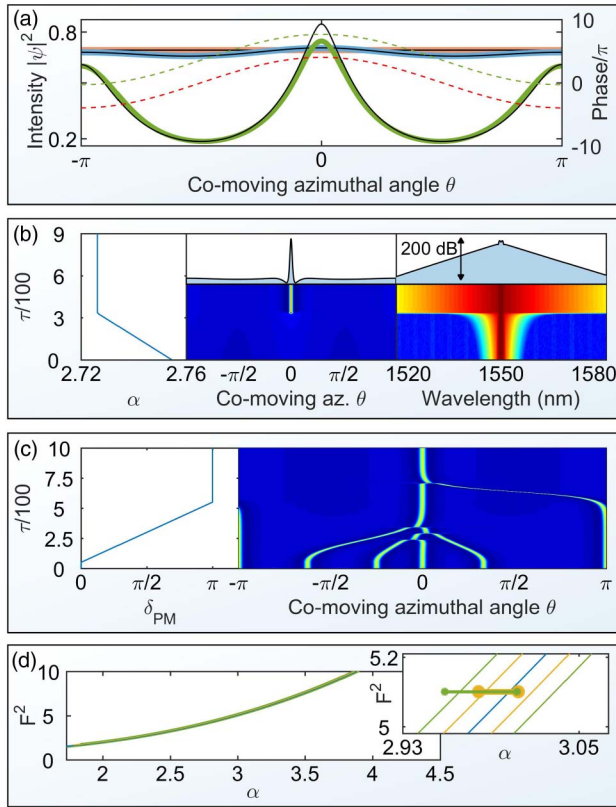 (a)
0.8
0.2
Intensity |ψ|²
10
0
-10
Phase/π
-π 0 π
Co-moving azimuthal angle θ
(b)
9
6
3
0
τ/100
200 dB
2.72 2.76 -π/2 0 π/2 1520 1550 1580
α Co-moving az. θ Wavelength (nm)
(c)
10
7.5
5
2.5
0
τ/100
0 π/2 π -π -π/2 0 π/2 π
δPM Co-moving azimuthal angle θ
(d)
10
5
0
F²
2 2.5 3 3.5 4 4.5
α
5.2
5
F²
2.93 3.05
α